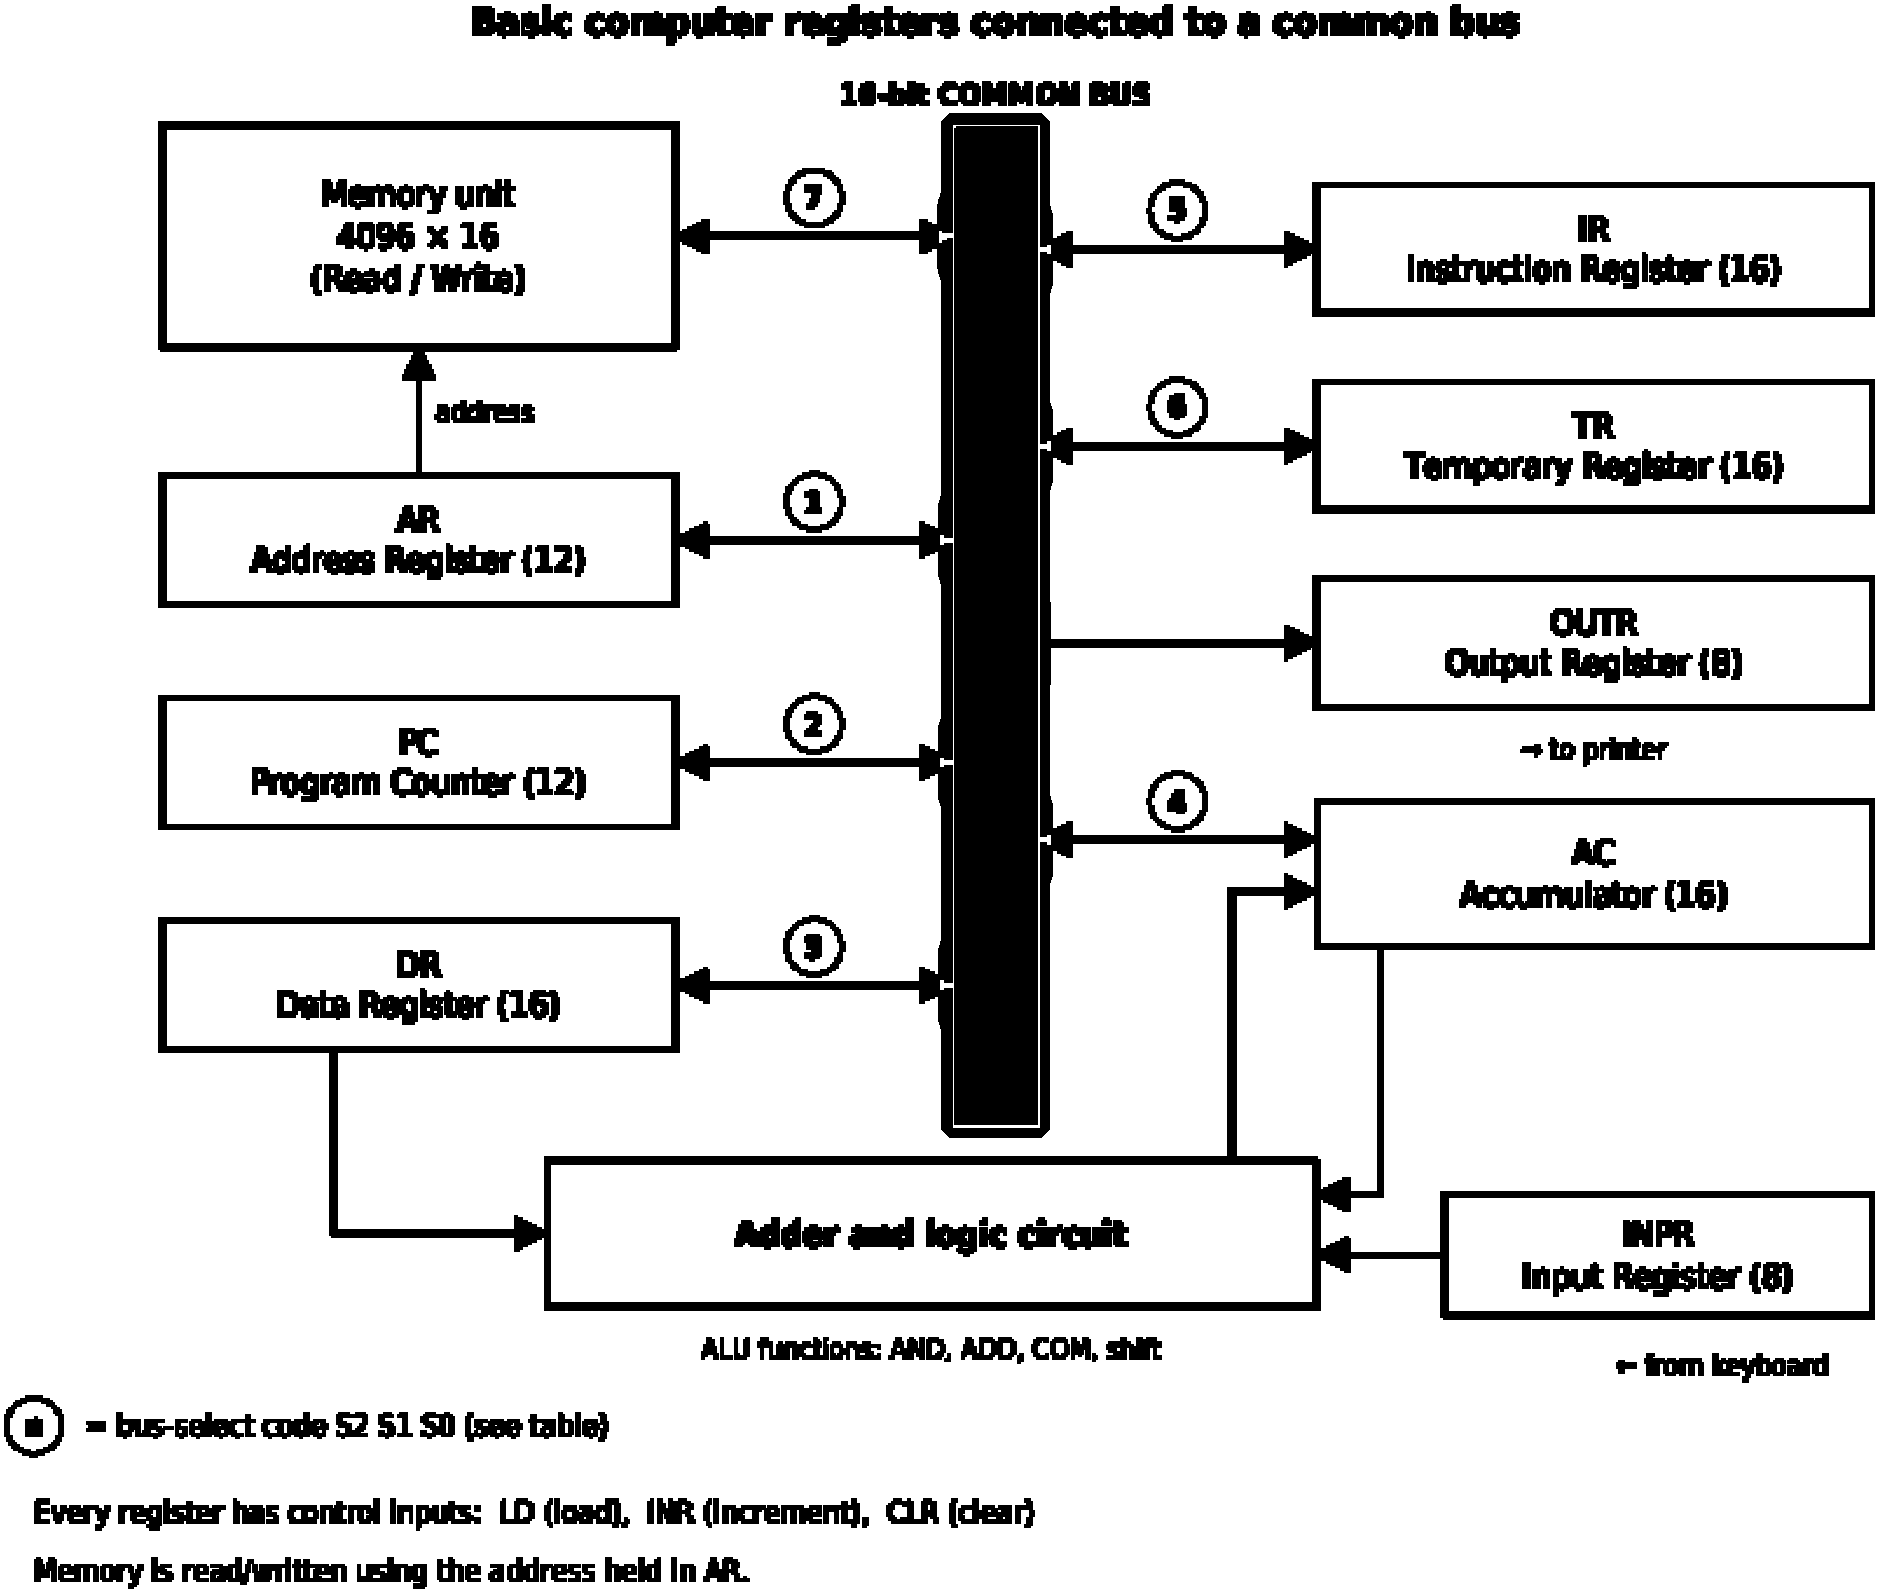 Basic computer registers connected to a common bus
16-bit COMMON BUS
Memory unit
4096 × 16
(Read / Write)
7
5
IR
Instruction Register (16)
address
6
TR
Temporary Register (16)
AR
Address Register (12)
1
OUTR
Output Register (8)
→ to printer
PC
Program Counter (12)
2
4
AC
Accumulator (16)
DR
Data Register (16)
3
Adder and logic circuit
INPR
Input Register (8)
ALU functions: AND, ADD, COM, shift
← from keyboard
= bus-select code S2 S1 S0 (see table)
Every register has control inputs: LD (load), INR (increment), CLR (clear)
Memory is read/written using the address held in AR.